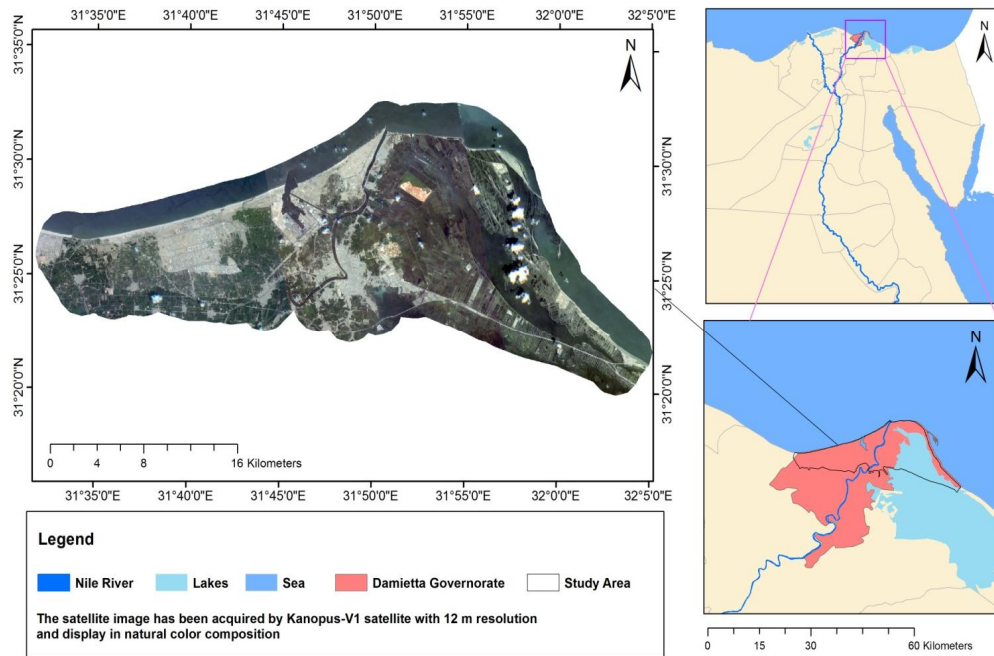 31°35'0"E 31°40'0"E 31°45'0"E 31°50'0"E 31°55'0"E 32°0'0"E 32°5'0"E
31°35'0"N
31°30'0"N
31°25'0"N
31°20'0"N
N
31°30'0"N
31°25'0"N
31°20'0"N
0 4 8 16 Kilometers
31°35'0"E 31°40'0"E 31°45'0"E 31°50'0"E 31°55'0"E 32°0'0"E 32°5'0"E
Legend
Nile River Lakes Sea Damietta Governorate Study Area
The satellite image has been acquired by Kanopus-V1 satellite with 12 m resolution
and display in natural color composition
N
N
0 15 30 60 Kilometers